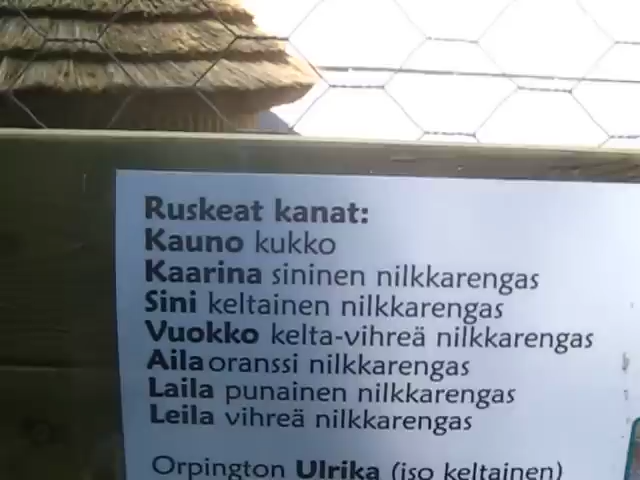 Ruskeat kanat:
Kauno kukko
Kaarina sininen nilkkarengas
Sini keltainen nilkkarengas
Vuokko kelta-vihreä nilkkarengas
Aila oranssi nilkkarengas
Laila punainen nilkkarengas
Leila vihreä nilkkarengas
Orpington Ulrika (iso keltainen)